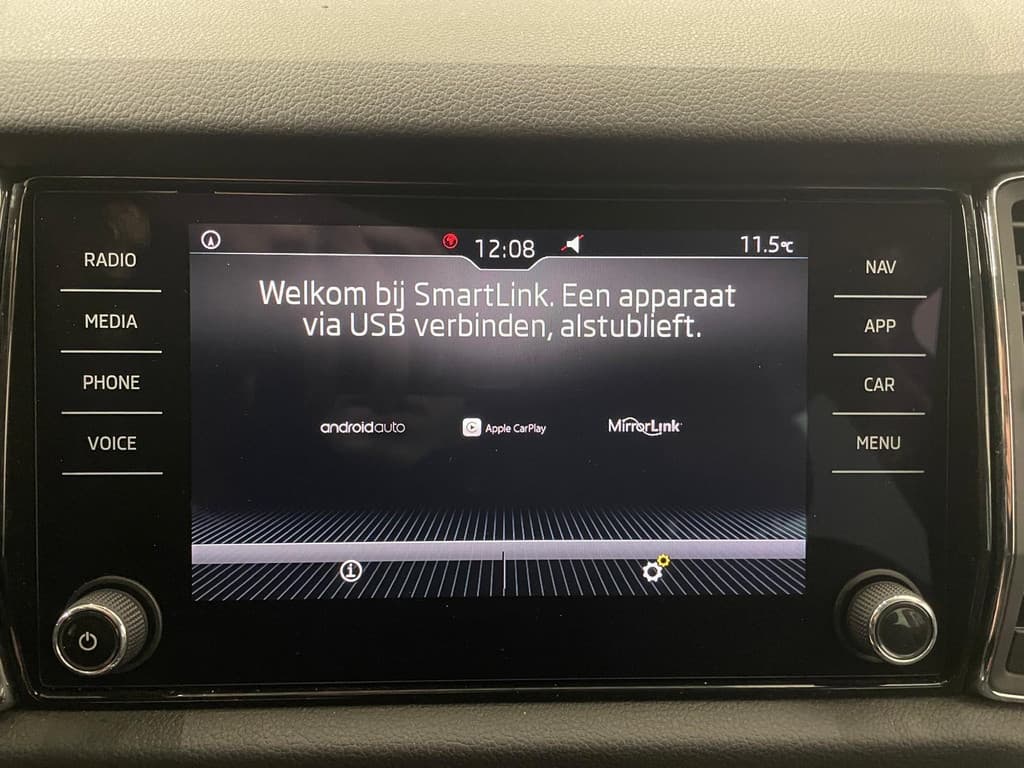 RADIO
MEDIA
PHONE
VOICE
12:08
11.5°C
Welkom bij SmartLink. Een apparaat
via USB verbinden, alstublieft.
androidauto
Apple CarPlay
MirrorLink
NAV
APP
CAR
MENU